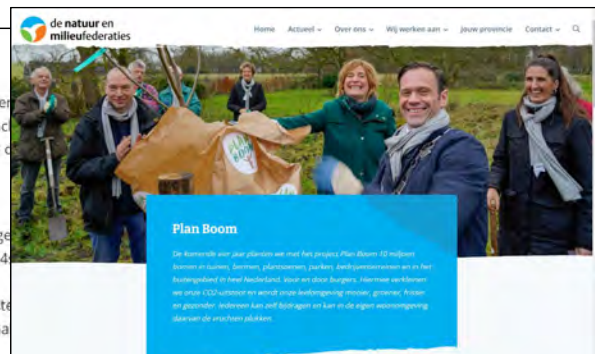 de natuur en
milieufederaties
Home Actueel Over ons Wij werken aan Jouw provincie Contact
PLAN BOOM
Plan Boom
De komende vier jaar planten we met het project Plan Boom 10 miljoen
bomen in tuinen, bermen, plantsoenen, parken, bedrijventerreinen en in het
buitengebied in heel Nederland. Voor en door burgers. Hiermee verkleinen
we onze CO2 uitstoot en wordt onze leefomgeving mooier, groener, frisser
en gezonder. Iedereen kan zelf bijdragen en kan in de eigen woonomgeving
daarvan de vruchten plukken.